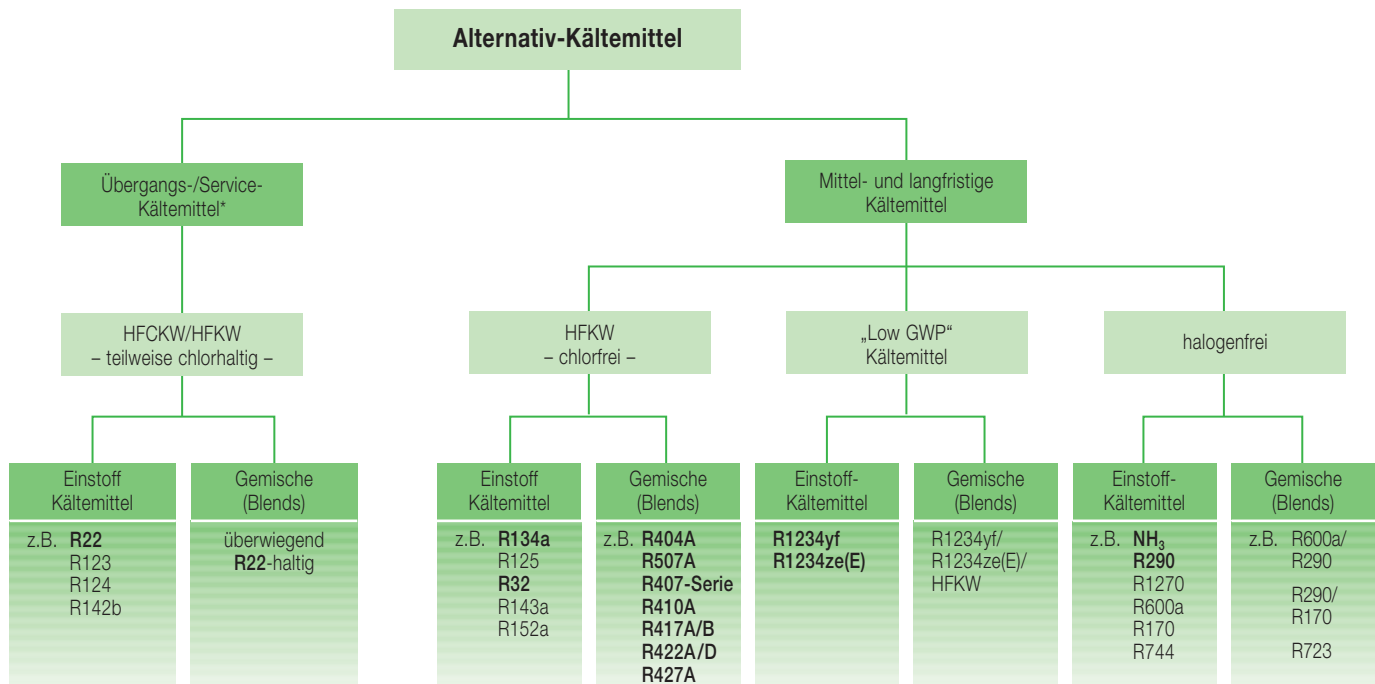 Alternativ-Kältemittel
Übergangs-/Service-
Kältemittel*
Mittel- und langfristige
Kältemittel
HFCKW/HFKW
– teilweise chlorhaltig –
HFKW
– chlorfrei –
„Low GWP“
Kältemittel
halogenfrei
Einstoff
Kältemittel
z.B. R22
R123
R124
R142b
Gemische
(Blends)
überwiegend
R22-haltig
Einstoff
Kältemittel
z.B. R134a
R125
R32
R143a
R152a
Gemische
(Blends)
z.B. R404A
R507A
R407-Serie
R410A
R417A/B
R422A/D
R427A
Einstoff-
Kältemittel
R1234yf
R1234ze(E)
Gemische
(Blends)
R1234yf/
R1234ze(E)/
HFKW
Einstoff-
Kältemittel
z.B. NH₃
R290
R1270
R600a
R170
R744
Gemische
(Blends)
z.B. R600a/
R290
R290/
R170
R723